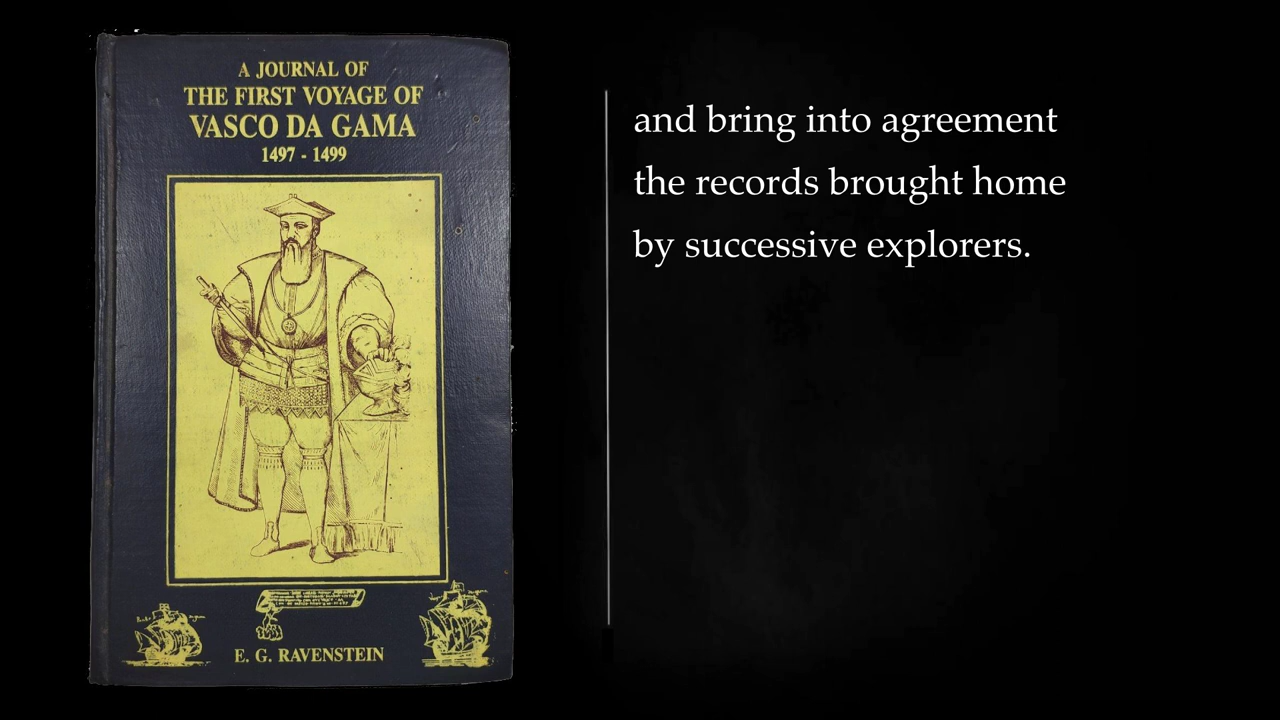 A JOURNAL OF
THE FIRST VOYAGE OF
VASCO DA GAMA
1497 - 1499
E. G. RAVENSTEIN
and bring into agreement
the records brought home
by successive explorers.